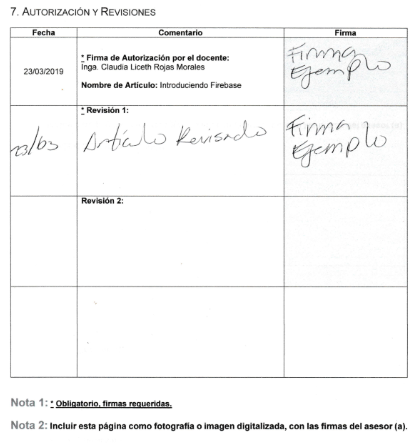 7. AUTORIZACIÓN Y REVISIONES
Fecha Comentario Firma
* Firma de Autorización por el docente:
23/03/2019 Inga. Claudia Liceth Rojas Morales
Nombre de Artículo: Introduciendo Firebase
Firma
Ejemplo
* Revisión 1:
23/03 Artículo Revisado
Firma
Ejemplo
Revisión 2:
Nota 1: * Obligatorio, firmas requeridas.
Nota 2: Incluir esta página como fotografía o imagen digitalizada, con las firmas del asesor (a).